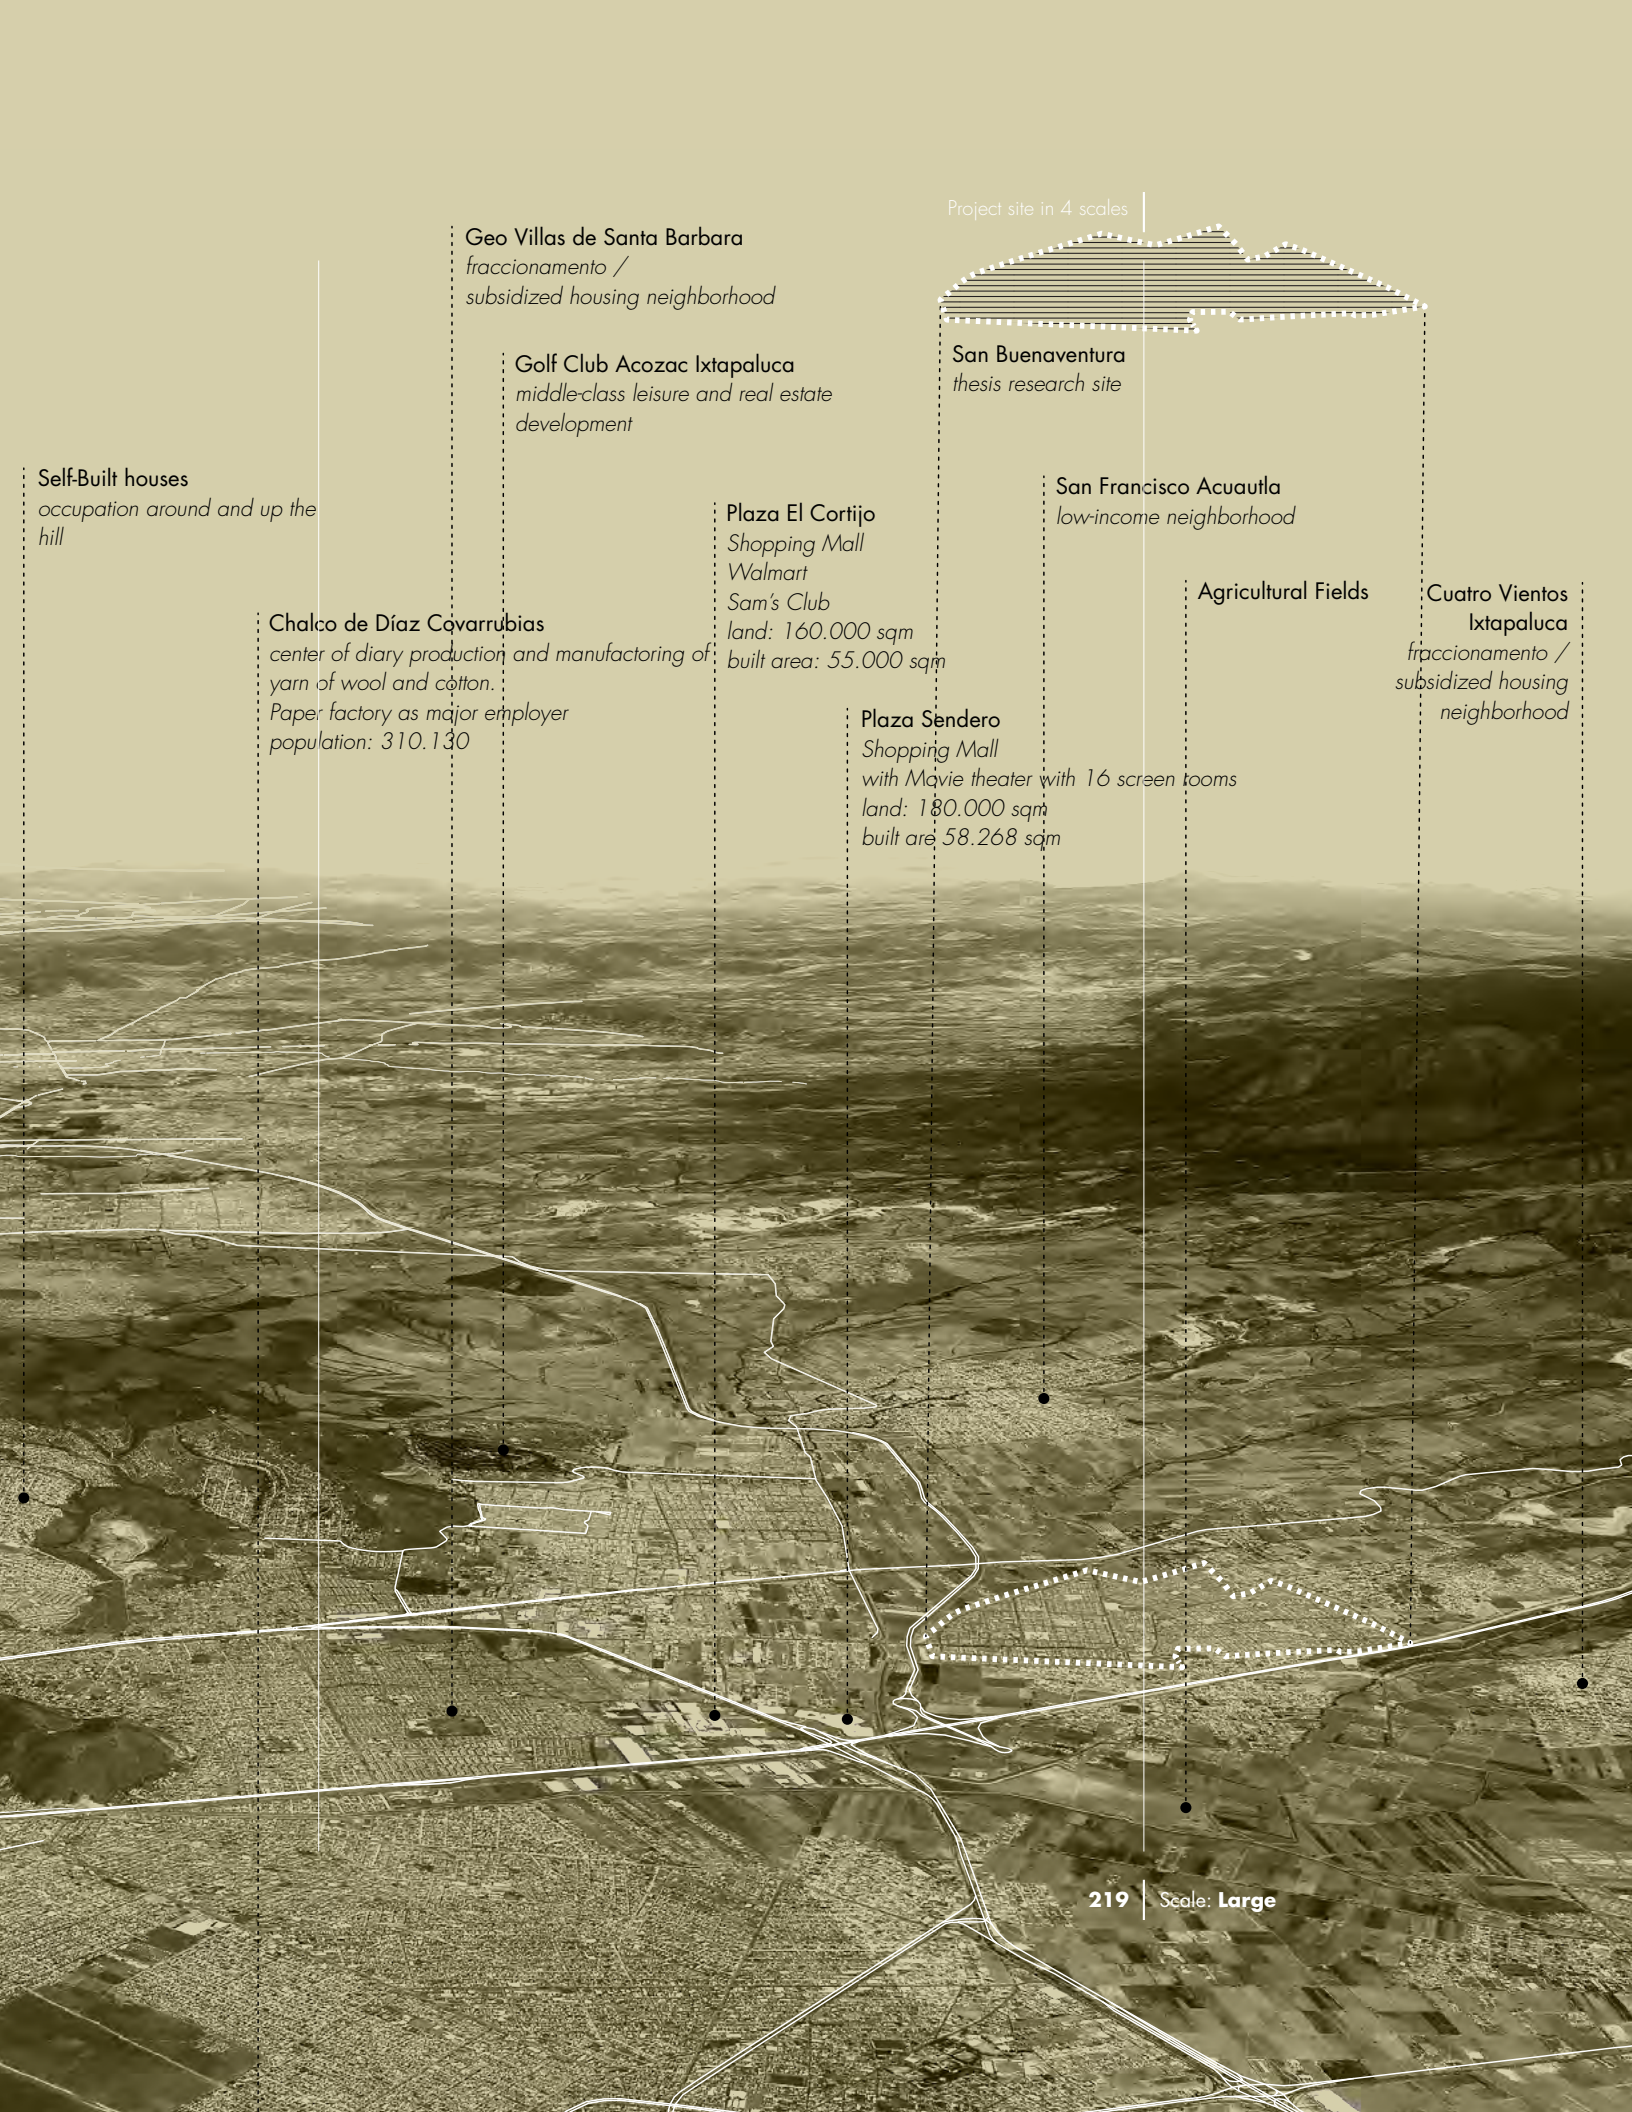 Project site in 4 scales
Geo Villas de Santa Barbara
fraccionamento /
subsidized housing neighborhood
Golf Club Acozac Ixtapaluca
middle-class leisure and real estate
development
San Buenaventura
thesis research site
Self-Built houses
occupation around and up the
hill
Plaza El Cortijo
Shopping Mall
Walmart
Sam's Club
land: 160.000 sqm
built area: 55.000 sqm
San Francisco Acuautla
low-income neighborhood
Agricultural Fields
Cuatro Vientos
Ixtapaluca
fraccionamento /
subsidized housing
neighborhood
Chalco de Díaz Covarrubias
center of diary production and manufactoring of
yarn of wool and cotton.
Paper factory as major employer
population: 310.130
Plaza Sendero
Shopping Mall
with Movie theater with 16 screen rooms
land: 180.000 sqm
built are 58.268 sqm
219 Scale: Large